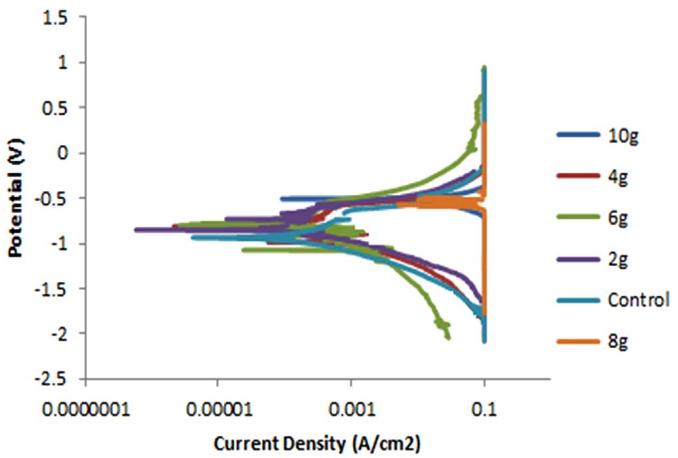 1.5
1
0.5
0
-0.5
-1
-1.5
-2
-2.5
Potential (V)
0.0000001
0.00001
0.001
0.1
Current Density (A/cm2)
10g
4g
6g
2g
Control
8g